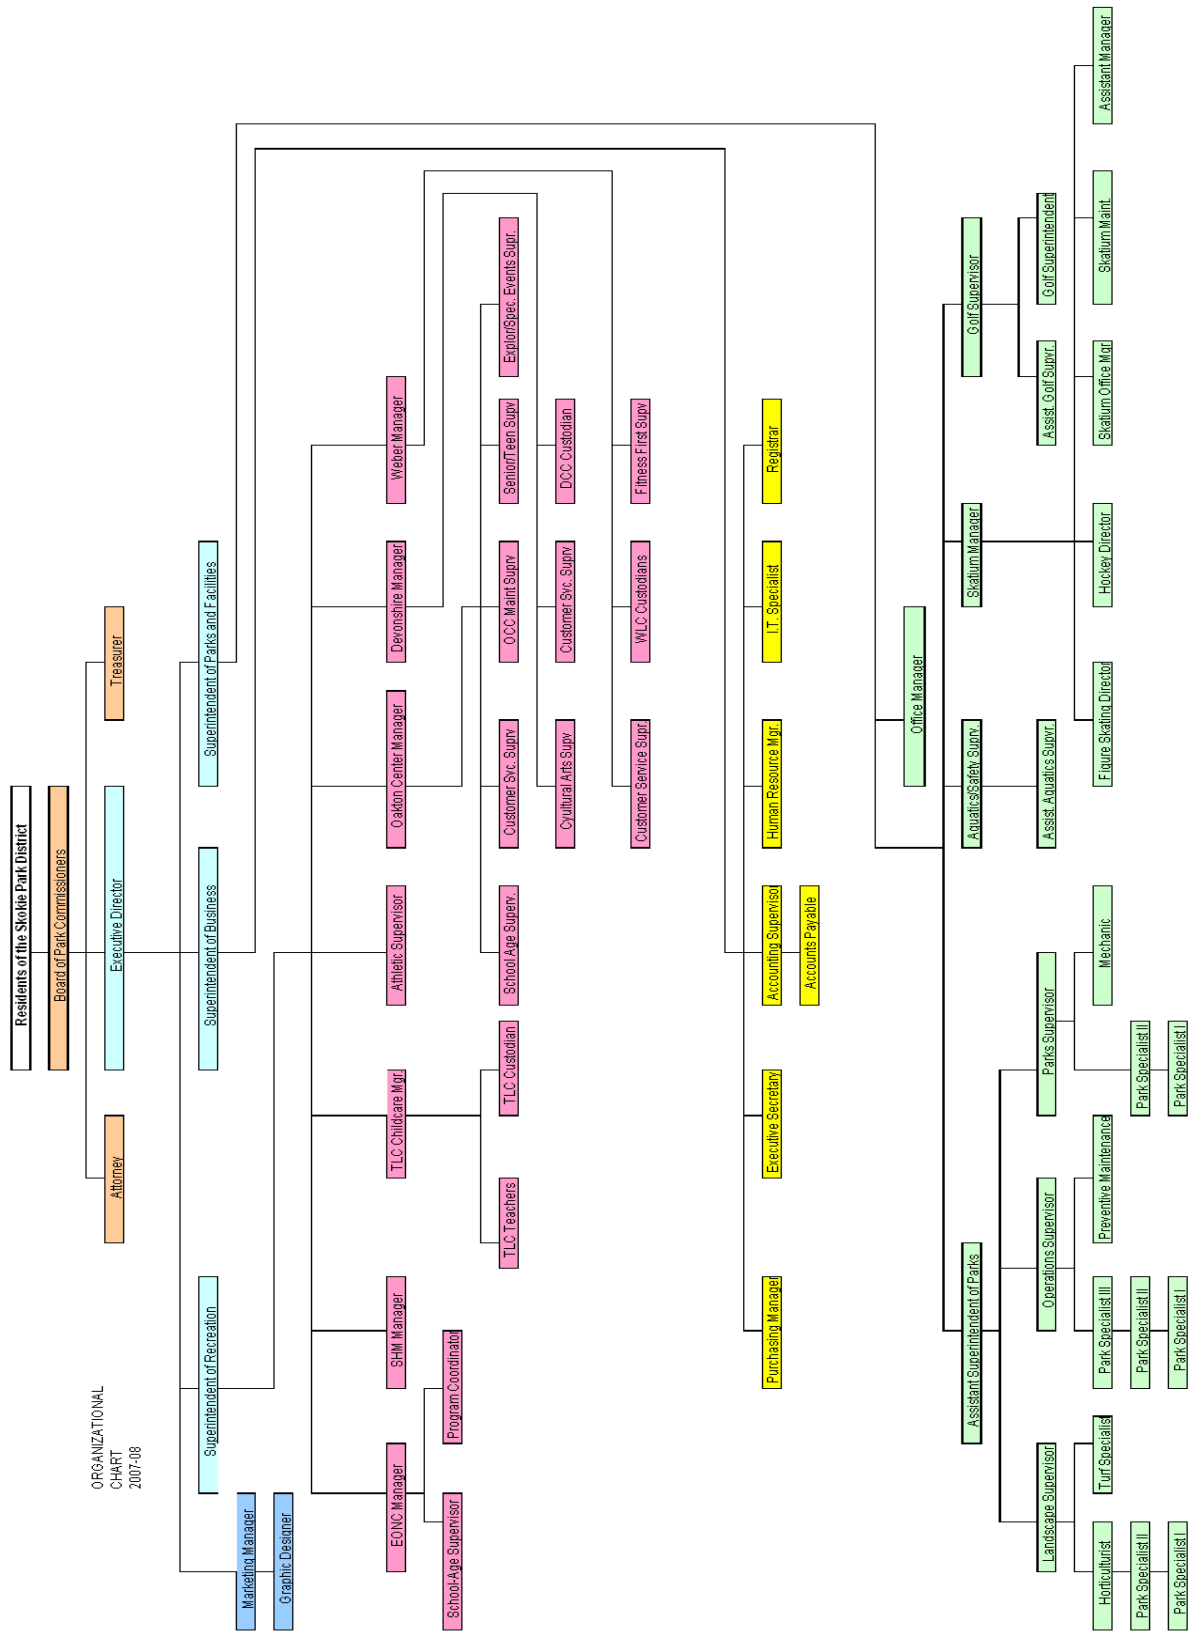 Residents of the Skokie Park District
Board of Park Commissioners
Attorney
Executive Director
Treasurer
ORGANIZATIONAL
CHART
2007-08
Superintendent of Recreation
Superintendent of Business
Superintendent of Parks and Facilities
Marketing Manager
Graphic Designer
EONC Manager
SHM Manager
TLC Childcare Mgr.
Athletic Supervisor
Oakton Center Manager
Devonshire Manager
Weber Manager
School-Age Supervisor
Program Coordinator
TLC Teachers
TLC Custodian
School Age Superv.
Customer Svc. Suprv
OCC Maint Suprv
Senior/Teen Supv
Explor/Spec. Events Supr.
Cyultural Arts Supv
Customer Svc. Suprv
DCC Custodian
Customer Service Supr.
WLC Custodians
Fitness First Supv
Purchasing Manager
Executive Secretary
Accounting Supervisor
Human Resource Mgr.
I.T. Specialist
Registrar
Accounts Payable
Office Manager
Assistant Superintendent of Parks
Aquatics/Safety Suprv.
Skatium Manager
Golf Supervisor
Landscape Supervisor
Operations Supervisor
Parks Supervisor
Assist. Aquatics Supvr.
Assist. Golf Supvr.
Golf Superintendent
Horticulturist
Turf Specialist
Park Specialist III
Preventive Maintenance
Mechanic
Figure Skating Director
Hockey Director
Skatium Office Mgr
Skatium Maint.
Assistant Manager
Park Specialist II
Park Specialist II
Park Specialist II
Park Specialist I
Park Specialist I
Park Specialist I